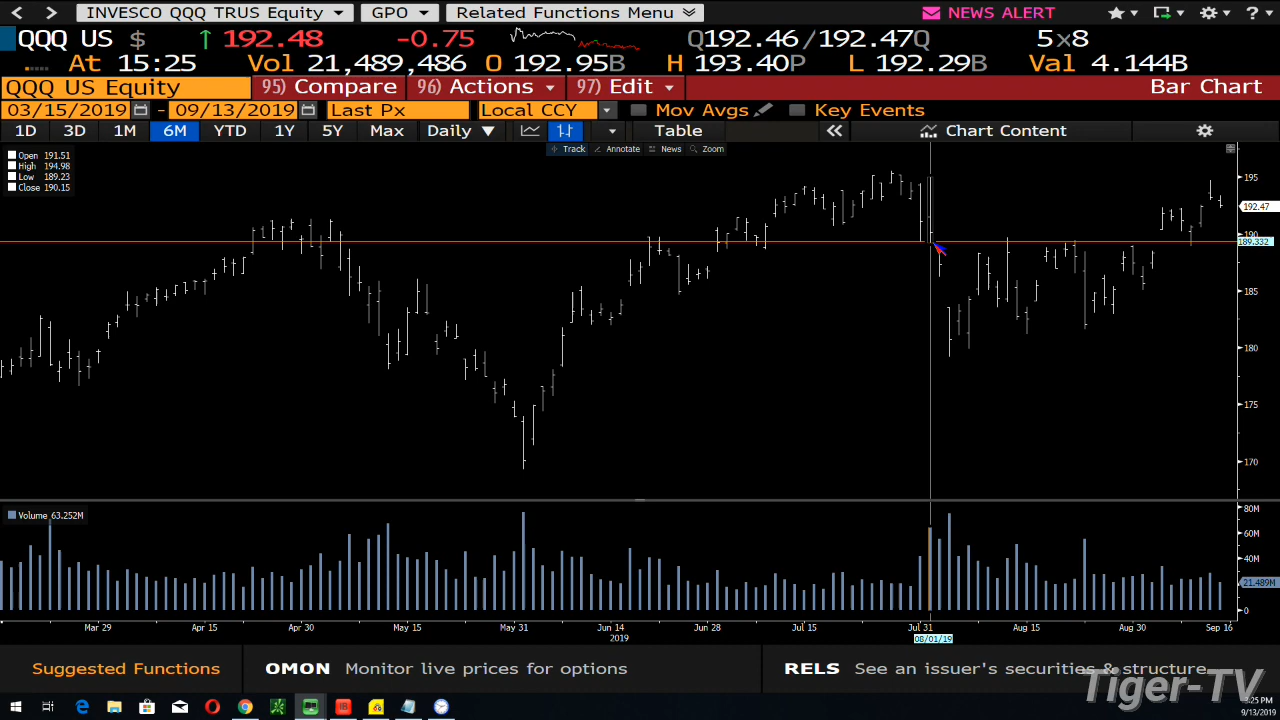 INVESCO QQQ TRUS Equity GPO Related Functions Menu NEWS ALERT ?
QQQ US $ ↑ 192.48 -0.75 Q192.46/192.47Q 5×8
At 15:25 Vol 21,489,486 O 192.95B H 193.40P L 192.29B Val 4.144B
QQQ US Equity 95) Compare 96) Actions 97) Edit Bar Chart
03/15/2019 - 09/13/2019 Last Px Local CCY Mov Avgs Key Events
1D 3D 1M 6M YTD 1Y 5Y Max Daily ▼ Table « Chart Content
Track Annotate News Zoom
Open 191.51
High 194.98
Low 189.23
Close 190.15
195
192.47
190
189.332
185
180
175
170
Volume 63.252M
80M
60M
40M
21.489M
0
Mar 29 Apr 15 Apr 30 May 15 May 31 Jun 14 Jun 28 Jul 15 Jul 31 Aug 15 Aug 30 Sep 16
2019 08/01/19
Suggested Functions OMON Monitor live prices for options RELS See an issuer's securities & structure
Tiger-TV
IB
:25 PM
9/13/2019